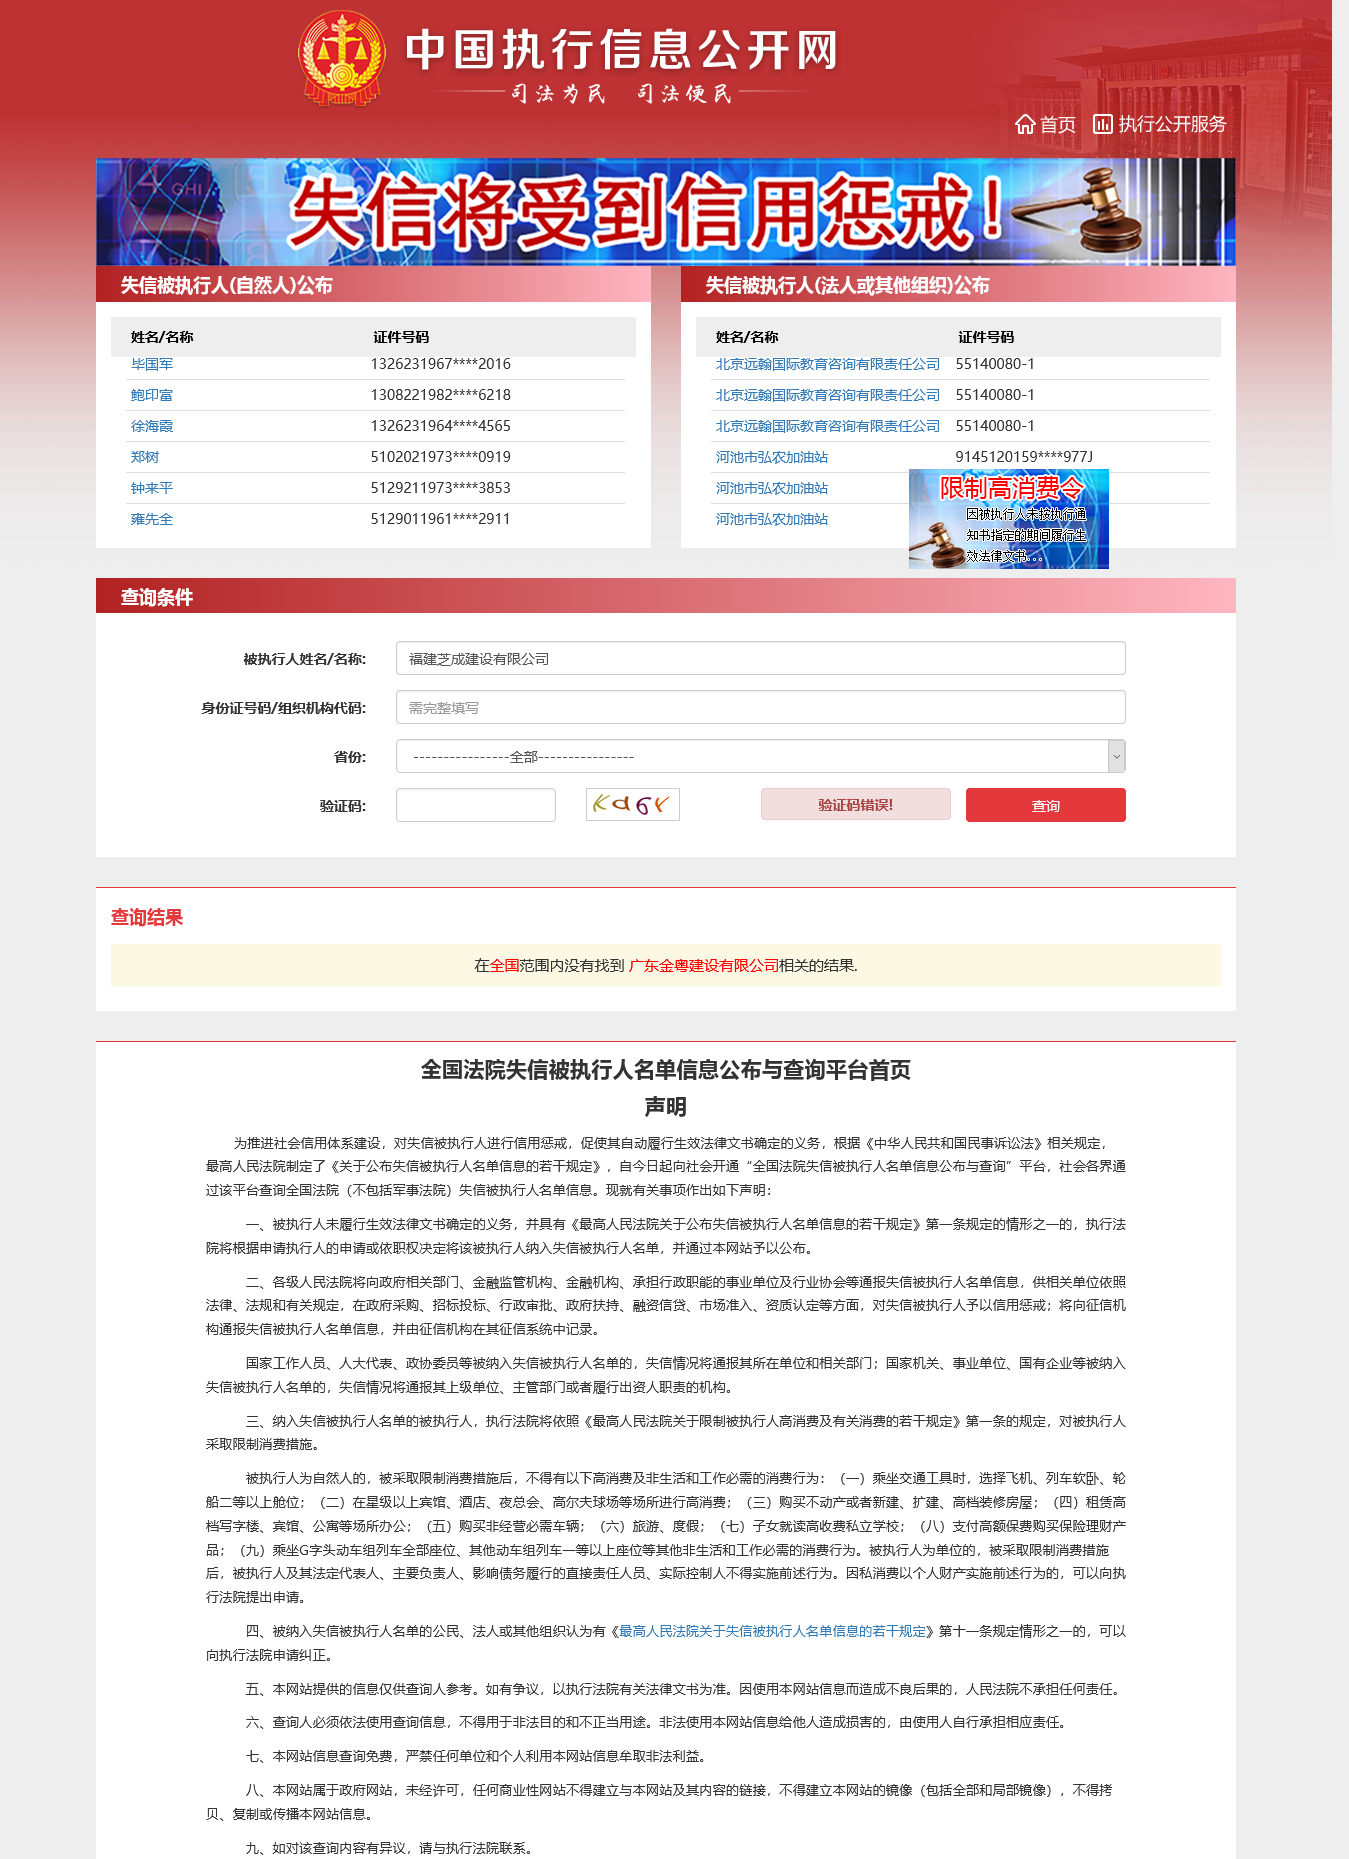 中国执行信息公开网
司法为民 司法便民
首页 执行公开服务
失信将受到信用惩戒!
失信被执行人(自然人)公布
姓名/名称 证件号码
毕国军 1326231967****2016
鲍印富 1308221982****6218
徐海霞 1326231964****4565
郑树 5102021973****0919
钟来平 5129211973****3853
雍先全 5129011961****2911
失信被执行人(法人或其他组织)公布
姓名/名称 证件号码
北京远翰国际教育咨询有限责任公司 55140080-1
北京远翰国际教育咨询有限责任公司 55140080-1
北京远翰国际教育咨询有限责任公司 55140080-1
河池市弘农加油站 9145120159****977J
河池市弘农加油站
河池市弘农加油站
限制高消费令
因被执行人未按执行通
知书指定的期间履行生
效法律文书...
查询条件
被执行人姓名/名称: 福建芝成建设有限公司
身份证号码/组织机构代码: 需完整填写
省份: ----------------全部----------------
验证码: 验证码错误! 查询
查询结果
在全国范围内没有找到 广东金粤建设有限公司相关的结果.
全国法院失信被执行人名单信息公布与查询平台首页
声明
为推进社会信用体系建设，对失信被执行人进行信用惩戒，促使其自动履行生效法律文书确定的义务，根据《中华人民共和国民事诉讼法》相关规定，
最高人民法院制定了《关于公布失信被执行人名单信息的若干规定》，自今日起向社会开通“全国法院失信被执行人名单信息公布与查询”平台，社会各界通
过该平台查询全国法院（不包括军事法院）失信被执行人名单信息。现就有关事项作出如下声明：
一、被执行人未履行生效法律文书确定的义务，并具有《最高人民法院关于公布失信被执行人名单信息的若干规定》第一条规定的情形之一的，执行法
院将根据申请执行人的申请或依职权决定将该被执行人纳入失信被执行人名单，并通过本网站予以公布。
二、各级人民法院将向政府相关部门、金融监管机构、金融机构、承担行政职能的事业单位及行业协会等通报失信被执行人名单信息，供相关单位依照
法律、法规和有关规定，在政府采购、招标投标、行政审批、政府扶持、融资信贷、市场准入、资质认定等方面，对失信被执行人予以信用惩戒；将向征信机
构通报失信被执行人名单信息，并由征信机构在其征信系统中记录。
国家工作人员、人大代表、政协委员等被纳入失信被执行人名单的，失信情况将通报其所在单位和相关部门；国家机关、事业单位、国有企业等被纳入
失信被执行人名单的，失信情况将通报其上级单位、主管部门或者履行出资人职责的机构。
三、纳入失信被执行人名单的被执行人，执行法院将依照《最高人民法院关于限制被执行人高消费及有关消费的若干规定》第一条的规定，对被执行人
采取限制消费措施。
被执行人为自然人的，被采取限制消费措施后，不得有以下高消费及非生活和工作必需的消费行为：（一）乘坐交通工具时，选择飞机、列车软卧、轮
船二等以上舱位；（二）在星级以上宾馆、酒店、夜总会、高尔夫球场等场所进行高消费；（三）购买不动产或者新建、扩建、高档装修房屋；（四）租赁高
档写字楼、宾馆、公寓等场所办公；（五）购买非经营必需车辆；（六）旅游、度假；（七）子女就读高收费私立学校；（八）支付高额保费购买保险理财产
品；（九）乘坐G字头动车组列车全部座位、其他动车组列车一等以上座位等其他非生活和工作必需的消费行为。被执行人为单位的，被采取限制消费措施
后，被执行人及其法定代表人、主要负责人、影响债务履行的直接责任人员、实际控制人不得实施前述行为。因私消费以个人财产实施前述行为的，可以向执
行法院提出申请。
四、被纳入失信被执行人名单的公民、法人或其他组织认为有《最高人民法院关于失信被执行人名单信息的若干规定》第十一条规定情形之一的，可以
向执行法院申请纠正。
五、本网站提供的信息仅供查询人参考。如有争议，以执行法院有关法律文书为准。因使用本网站信息而造成不良后果的，人民法院不承担任何责任。
六、查询人必须依法使用查询信息，不得用于非法目的和不正当用途。非法使用本网站信息给他人造成损害的，由使用人自行承担相应责任。
七、本网站信息查询免费，严禁任何单位和个人利用本网站信息牟取非法利益。
八、本网站属于政府网站，未经许可，任何商业性网站不得建立与本网站及其内容的链接，不得建立本网站的镜像（包括全部和局部镜像），不得拷
贝、复制或传播本网站信息。
九、如对该查询内容有异议，请与执行法院联系。